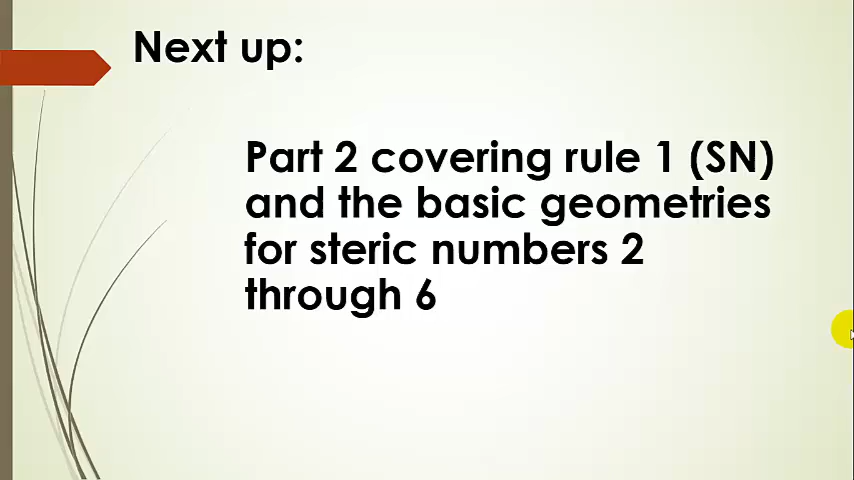 Next up:
Part 2 covering rule 1 (SN)
and the basic geometries
for steric numbers 2
through 6